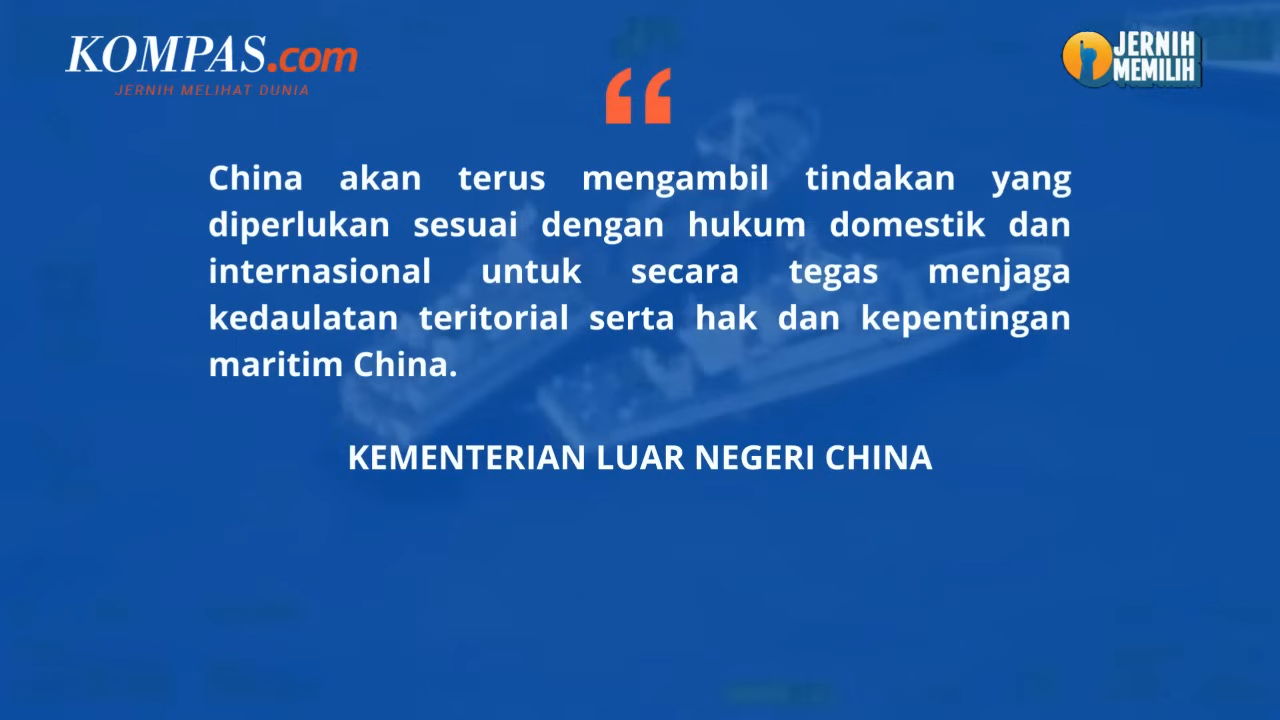 KOMPAS.com
JERNIH MELIHAT DUNIA
JERNIH
MEMILIH
“
China akan terus mengambil tindakan yang
diperlukan sesuai dengan hukum domestik dan
internasional untuk secara tegas menjaga
kedaulatan teritorial serta hak dan kepentingan
maritim China.
KEMENTERIAN LUAR NEGERI CHINA